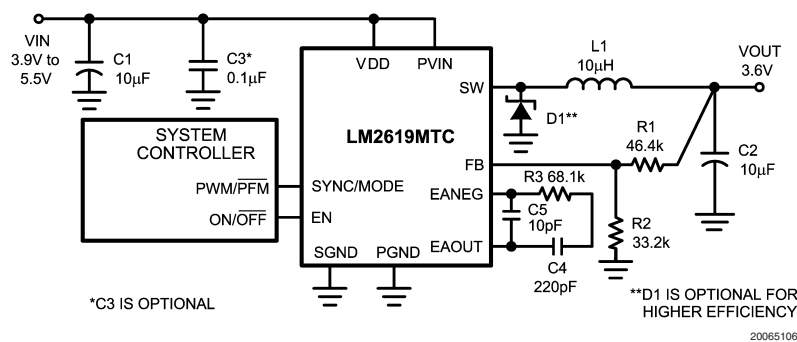 VIN
3.9V to
5.5V
C1
10μF
C3*
0.1μF
VDD
PVIN
SW
L1
10μH
VOUT
3.6V
D1**
LM2619MTC
SYSTEM
CONTROLLER
PWM/PFM
ON/OFF
SYNC/MODE
EN
FB
R1
46.4k
C2
10μF
EANEG
R3 68.1k
C5
10pF
R2
33.2k
EAOUT
C4
220pF
SGND
PGND
*C3 IS OPTIONAL
**D1 IS OPTIONAL FOR
HIGHER EFFICIENCY
20065106